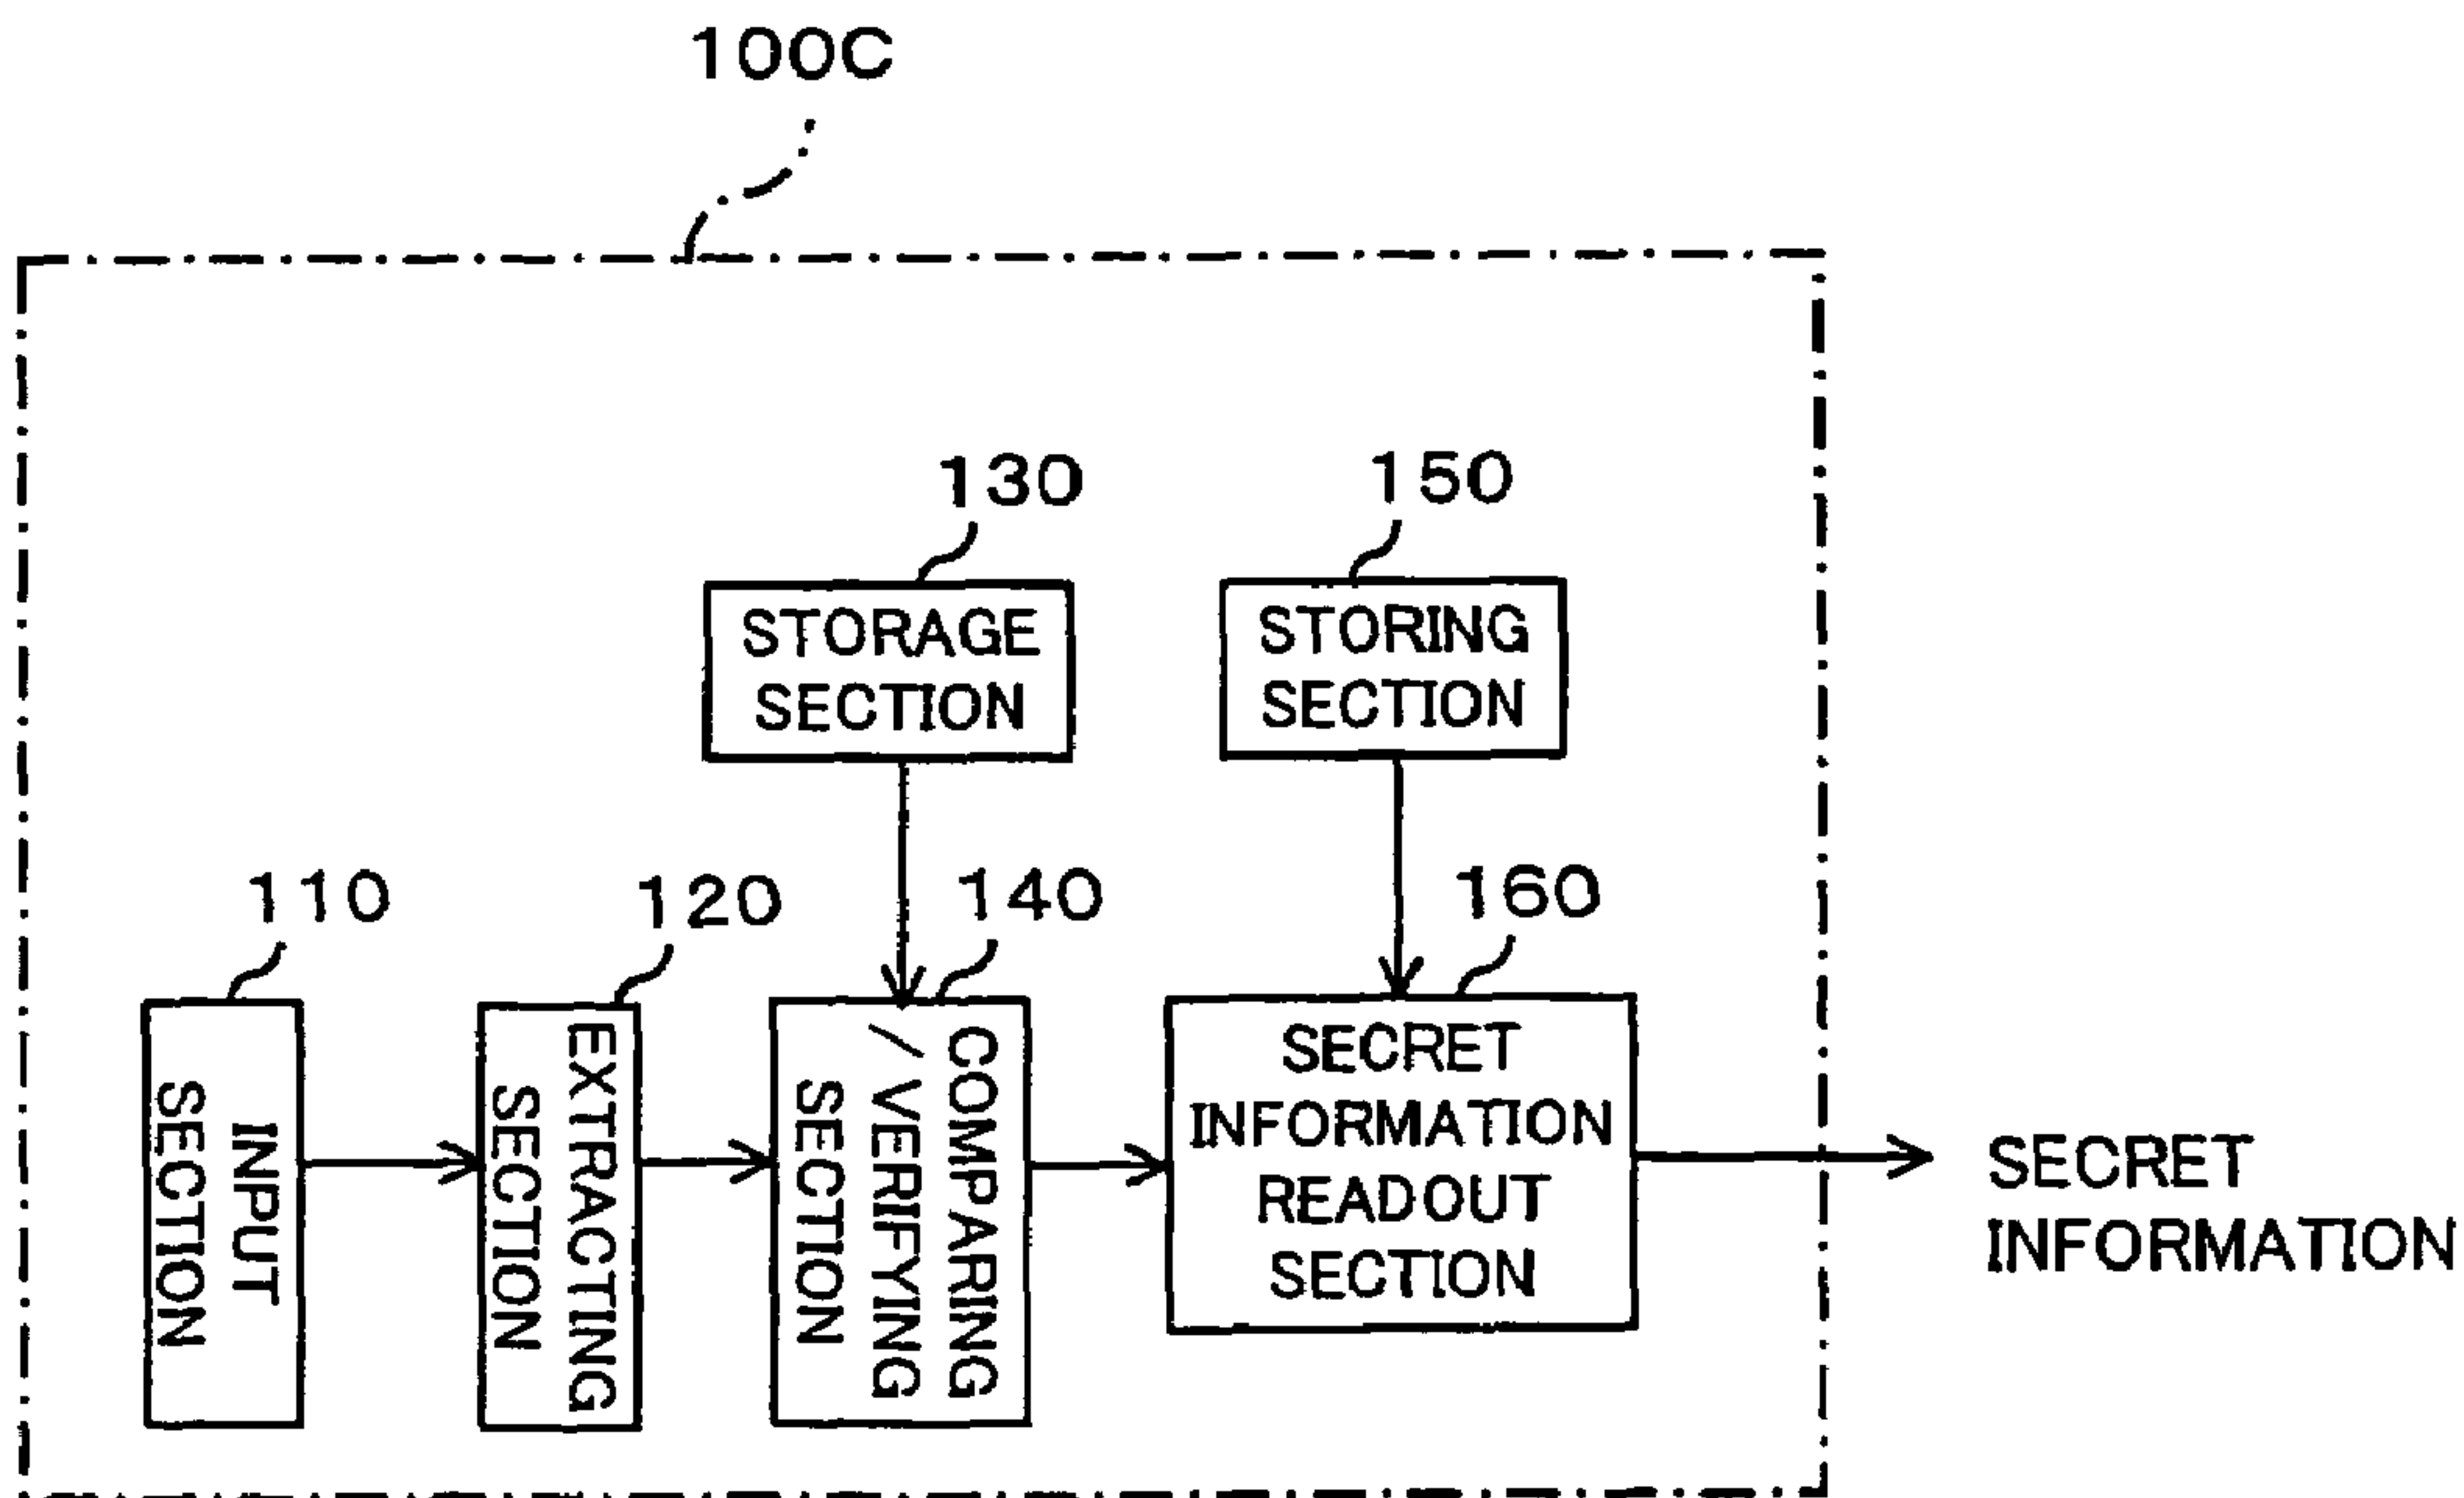 100C
130
150
STORAGE
SECTION
STORING
SECTION
110
120
140
160
INPUT
SECTION
EXTRACTING
SECTION
COMPARING
/VERIFYING
SECTION
SECRET
INFORMATION
READOUT
SECTION
SECRET
INFORMATION